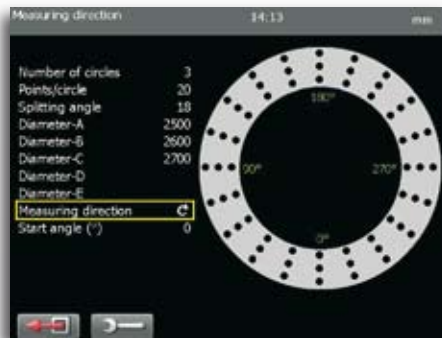 Measuring direction 14:13 mm
Number of circles 3
Points/circle 20
Splitting angle 18
Diameter-A 2500
Diameter-B 2600
Diameter-C 2700
Diameter-D
Diameter-E
Measuring direction
Start angle (°) 0
180°
90°
270°
0°